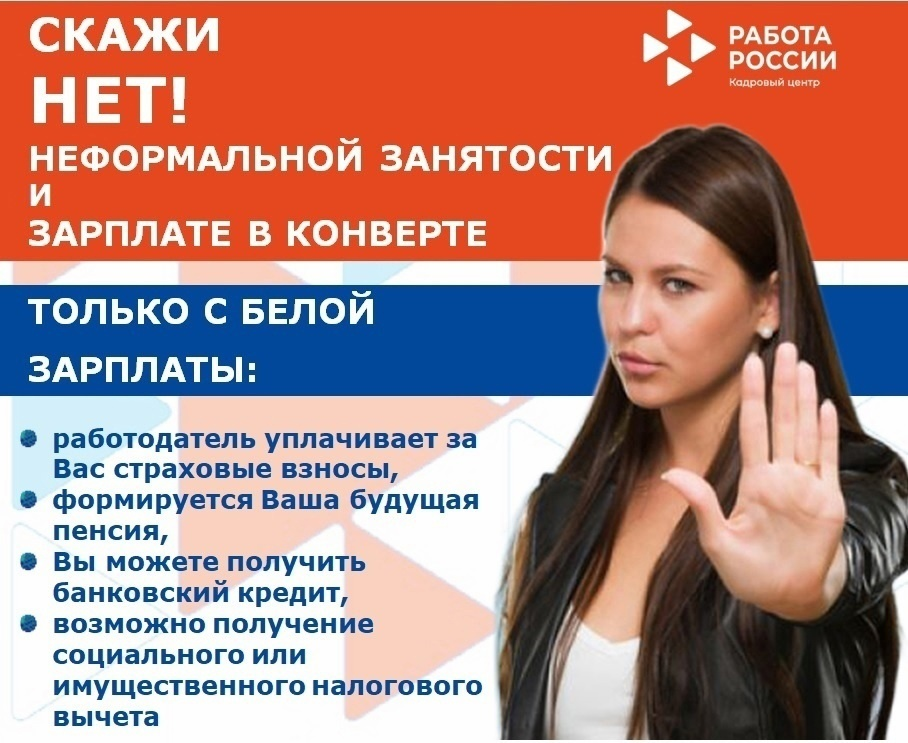 СКАЖИ
НЕТ!
НЕФОРМАЛЬНОЙ ЗАНЯТОСТИ
И
ЗАРПЛАТЕ В КОНВЕРТЕ
РАБОТА
РОССИИ
Кадровый центр
ТОЛЬКО С БЕЛОЙ
ЗАРПЛАТЫ:
работодатель уплачивает за
Вас страховые взносы,
формируется Ваша будущая
пенсия,
Вы можете получить
банковский кредит,
возможно получение
социального или
имущественного налогового
вычета